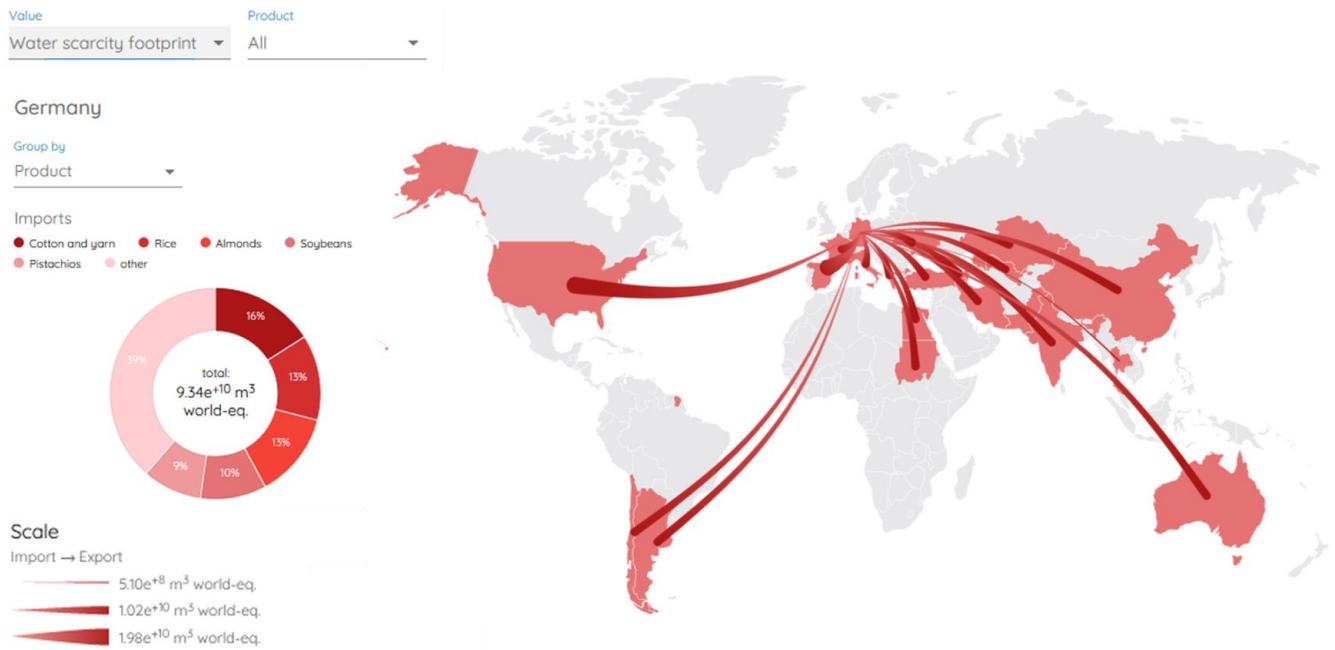 Value Product
Water scarcity footprint All
Germany
Group by
Product
Imports
Cotton and yarn Rice Almonds Soybeans
Pistachios other
39% 16%
total:
9.34e+10 m³
world-eq.
13%
13%
9% 10%
Scale
Import → Export
5.10e+8 m³ world-eq.
1.02e+10 m³ world-eq.
1.98e+10 m³ world-eq.